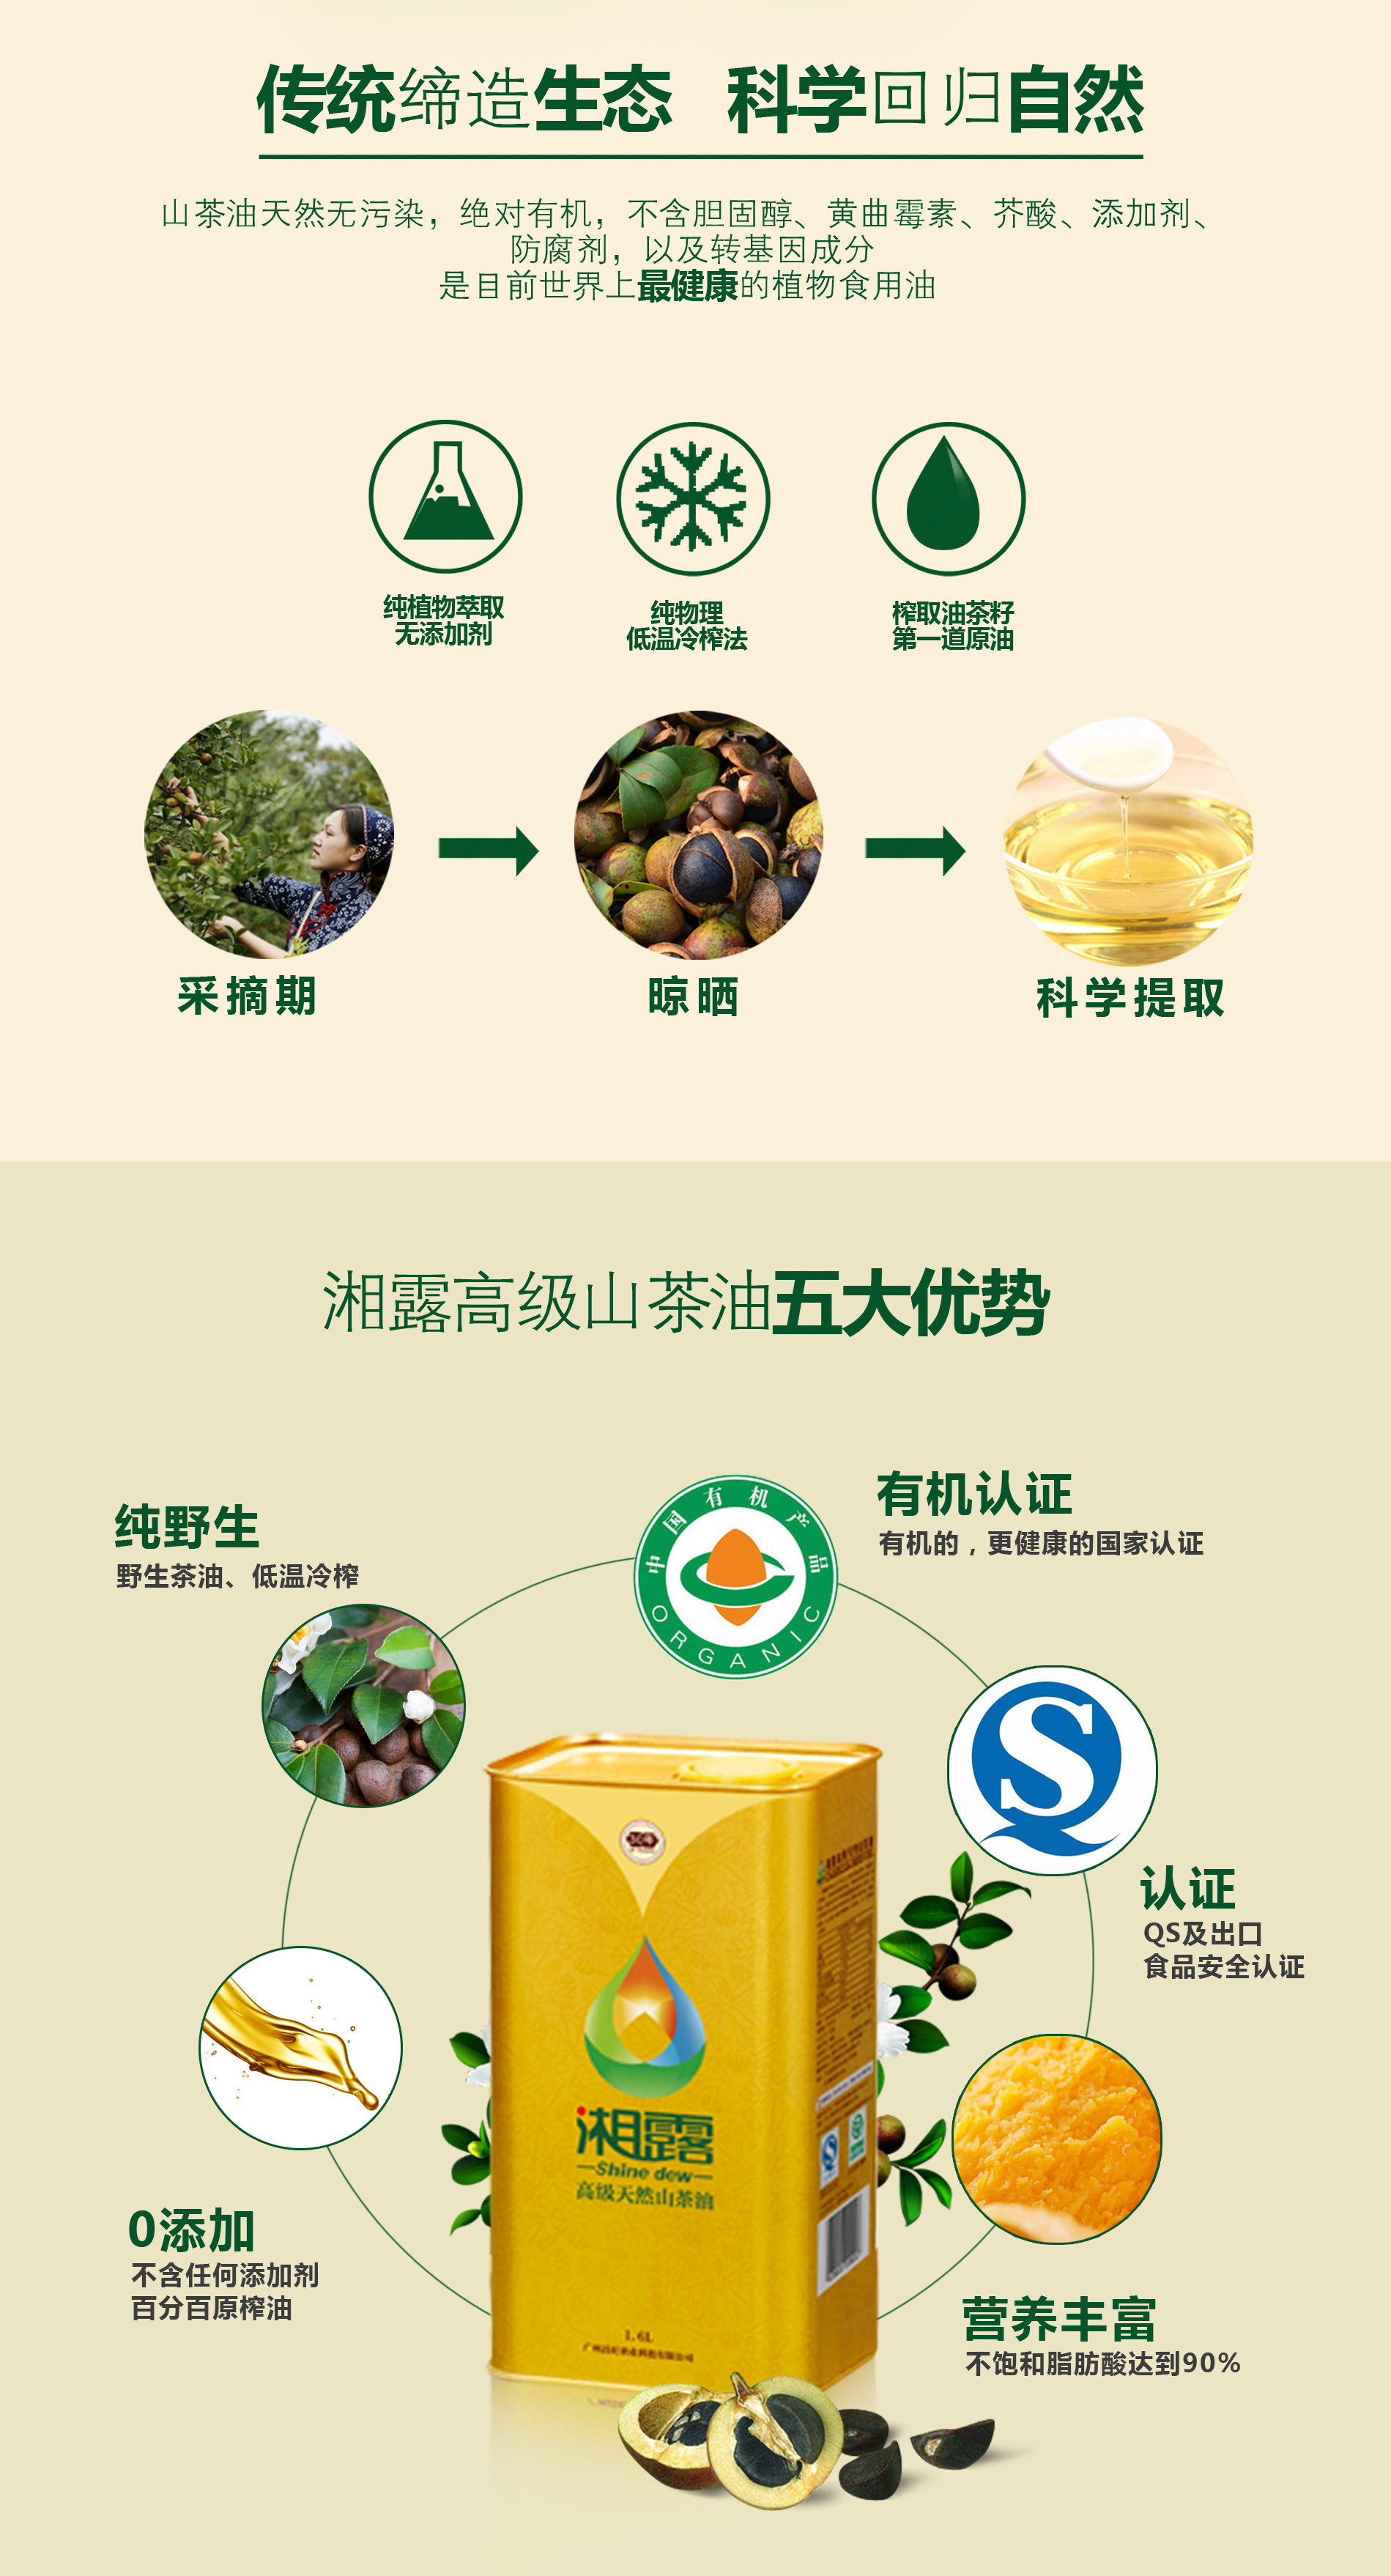 传统缔造生态 科学回归自然
山茶油天然无污染，绝对有机，不含胆固醇、黄曲霉素、芥酸、添加剂、
防腐剂，以及转基因成分
是目前世界上最健康的植物食用油
纯植物萃取
无添加剂
纯物理
低温冷榨法
榨取油茶籽
第一道原油
采摘期
晾晒
科学提取
湘露高级山茶油五大优势
纯野生
野生茶油、低温冷榨
中国有机产品
ORGANIC
有机认证
有机的，更健康的国家认证
认证
QS及出口
食品安全认证
0添加
不含任何添加剂
百分百原榨油
营养丰富
不饱和脂肪酸达到90%
湘露
Shine dew
高级天然山茶油
1.6L